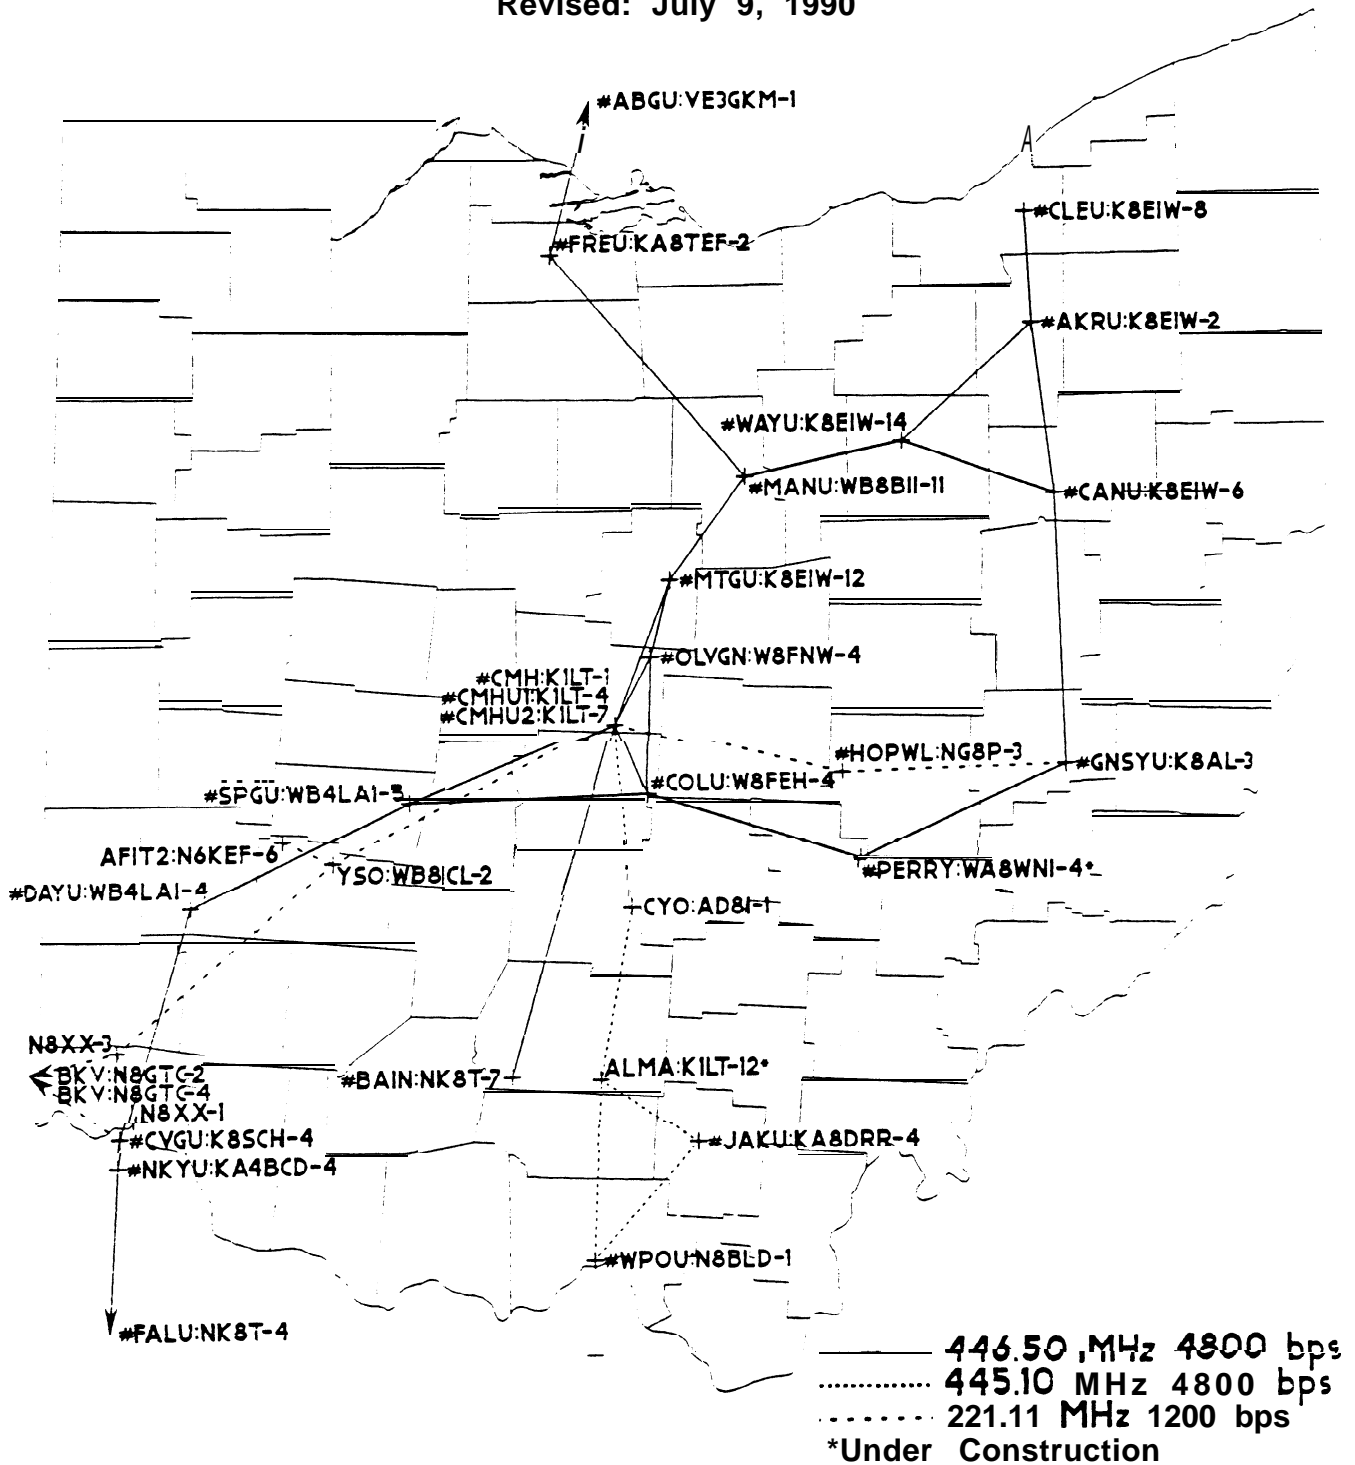 Revised: July 9, 1990
#ABGU:VE3GKM-1
#CLEU:K8EIW-8
#FREU:KA8TEF-2
#AKRU:K8EIW-2
#WAYU:K8EIW-14
#MANU:WB8BII-11
#CANU:K8EIW-6
#MTGU:K8EIW-12
#OLVGN:W8FNW-4
#CMH:K1LT-1
#CMHU1:K1LT-4
#CMHU2:K1LT-7
#HOPWL:NG8P-3
#GNSYU:K8AL-3
#COLU:W8FEH-4
#SPGU:WB4LAI-5
AFIT2:N6KEF-6
#PERRY:WA8WNI-4*
YSO:WB8ICL-2
#DAYU:WB4LAI-4
CYO:AD8I-1
N8XX-3
BKV:N8GTC-2
BKV:N8GTC-4
ALMA:K1LT-12*
#BAIN:NK8T-7
N8XX-1
#CVGU:K8SCH-4
#JAKU:KA8DRR-4
#NKYU:KA4BCD-4
#WPOU:N8BLD-1
#FALU:NK8T-4
446.50 MHz 4800 bps
445.10 MHz 4800 bps
221.11 MHz 1200 bps
*Under Construction